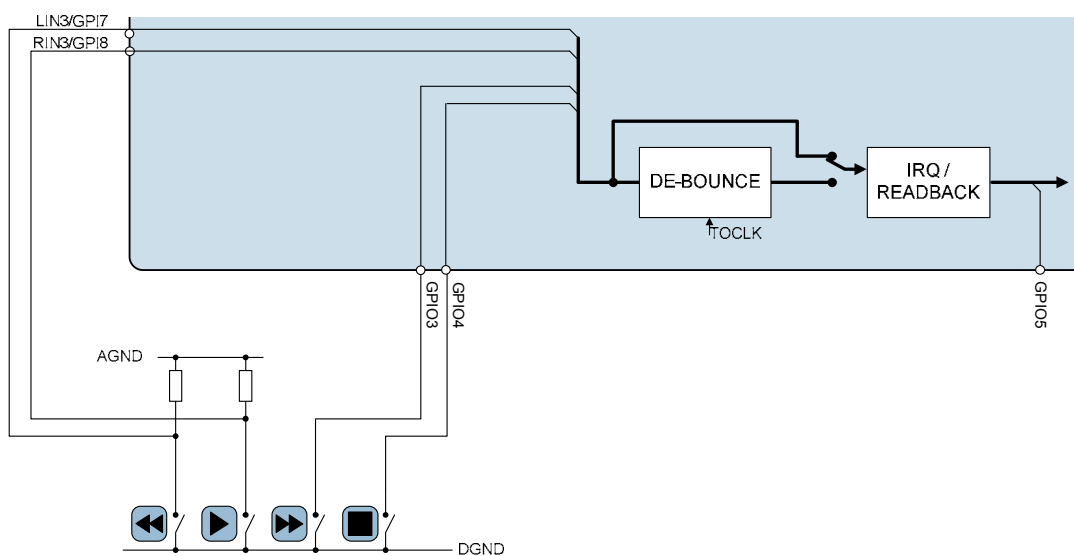 LIN3/GPI7
RIN3/GPI8
DE-BOUNCE
IRQ /
READBACK
TOCLK
GPIO3
GPIO4
GPIO5
AGND
DGND